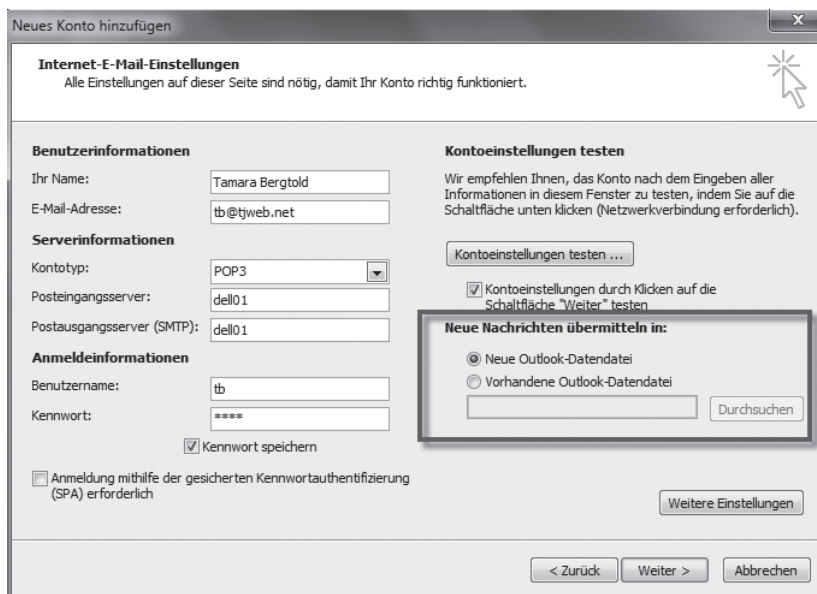 Neues Konto hinzufügen
Internet-E-Mail-Einstellungen
Alle Einstellungen auf dieser Seite sind nötig, damit Ihr Konto richtig funktioniert.
Benutzerinformationen
Ihr Name:
Tamara Bergtold
E-Mail-Adresse:
tb@tjweb.net
Serverinformationen
Kontotyp:
POP3
Posteingangsserver:
dell01
Postausgangsserver (SMTP):
dell01
Anmeldeinformationen
Benutzername:
tb
Kennwort:
****
Kennwort speichern
Anmeldung mithilfe der gesicherten Kennwortauthentifizierung
(SPA) erforderlich
Kontoeinstellungen testen
Wir empfehlen Ihnen, das Konto nach dem Eingeben aller
Informationen in diesem Fenster zu testen, indem Sie auf die
Schaltfläche unten klicken (Netzwerkverbindung erforderlich).
Kontoeinstellungen testen ...
Kontoeinstellungen durch Klicken auf die
Schaltfläche "Weiter" testen
Neue Nachrichten übermitteln in:
Neue Outlook-Datendatei
Vorhandene Outlook-Datendatei
Durchsuchen
Weitere Einstellungen
< Zurück
Weiter >
Abbrechen